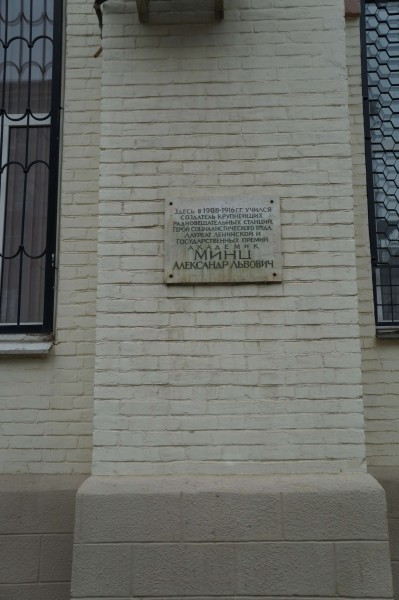 ЗДЕСЬ В 1908-1916 ГГ. УЧИЛСЯ
СОЗДАТЕЛЬ КРУПНЕЙШИХ
РАДИОВЕЩАТЕЛЬНЫХ СТАНЦИЙ,
ГЕРОЙ СОЦИАЛИСТИЧЕСКОГО ТРУДА,
ЛАУРЕАТ ЛЕНИНСКОЙ И
ГОСУДАРСТВЕННЫХ ПРЕМИЙ
АКАДЕМИК
МИНЦ
АЛЕКСАНДР ЛЬВОВИЧ